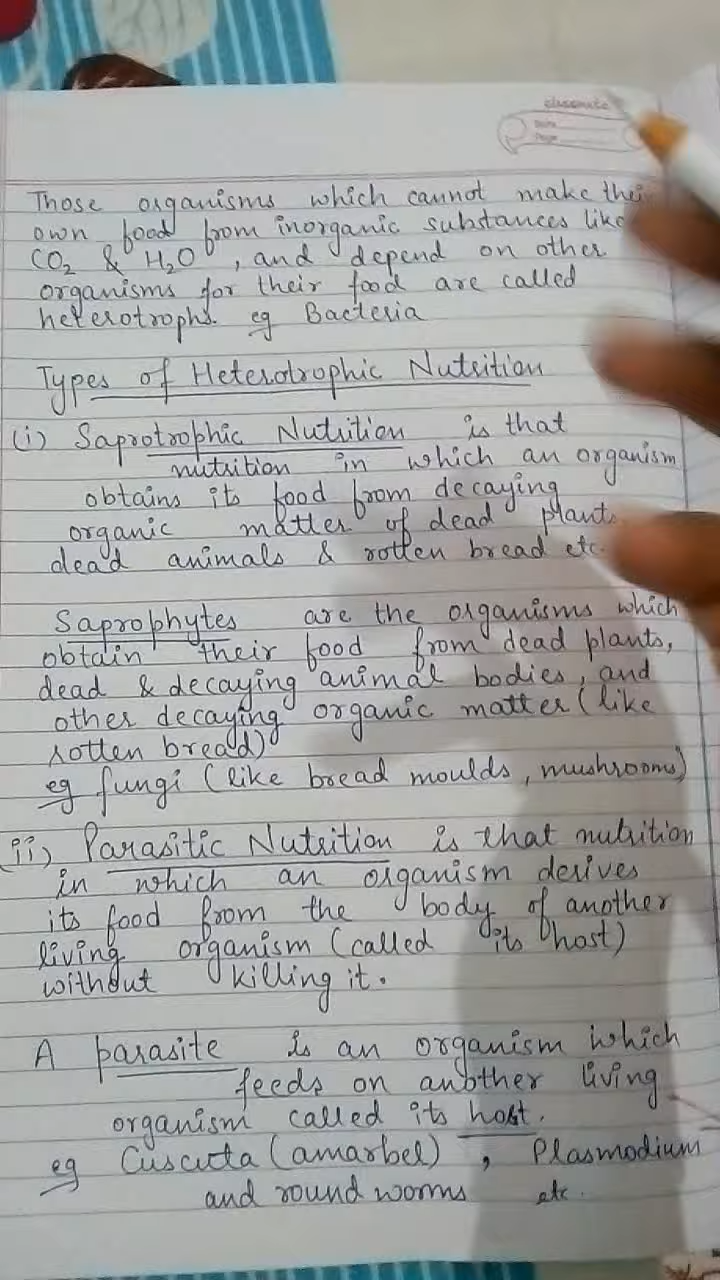 classmate
Date
Page
Those organisms which cannot make their
own food from inorganic substances like
CO2 & H2O , and depend on other
organisms for their food are called
heterotrophs. eg Bacteria
Types of Heterotrophic Nutrition
(i) Saprotrophic Nutrition is that
nutrition in which an organism
obtains its food from decaying
organic matter of dead plants
dead animals & rotten bread etc.
Saprophytes are the organisms which
obtain their food from dead plants,
dead & decaying animal bodies, and
other decaying organic matter (like
rotten bread)
eg fungi (like bread moulds, mushrooms)
(ii) Parasitic Nutrition is that nutrition
in which an organism derives
its food from the body of another
living organism (called its host)
without killing it.
A parasite is an organism which
feeds on another living
organism called its host.
eg Cuscuta (amarbel) , Plasmodium
and round worms etc.